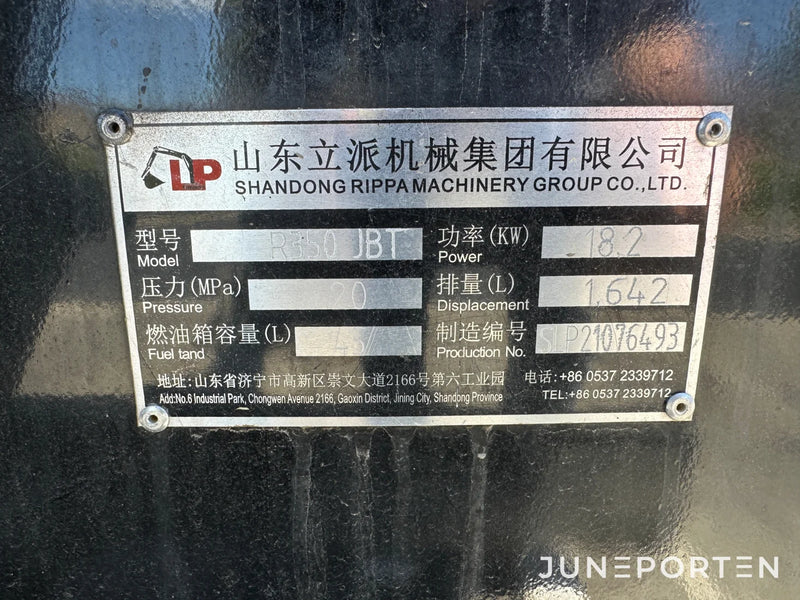 LP 山东立派机械集团有限公司
SHANDONG RIPPA MACHINERY GROUP CO.,LTD.
型号 R350 JBT 功率(KW) 18.2
Model Power
压力(MPa) 20 排量(L) 1.642
Pressure Displacement
燃油箱容量(L) 制造编号 SLP21076493
Fuel tand Production No.
地址:山东省济宁市高新区崇文大道2166号第六工业园 电话:+86 0537 2339712
Add:No.6 Industrial Park, Chongwen Avenue 2166, Gaoxin District, Jining City, Shandong Province TEL:+86 0537 2339712
JUNEPORTEN